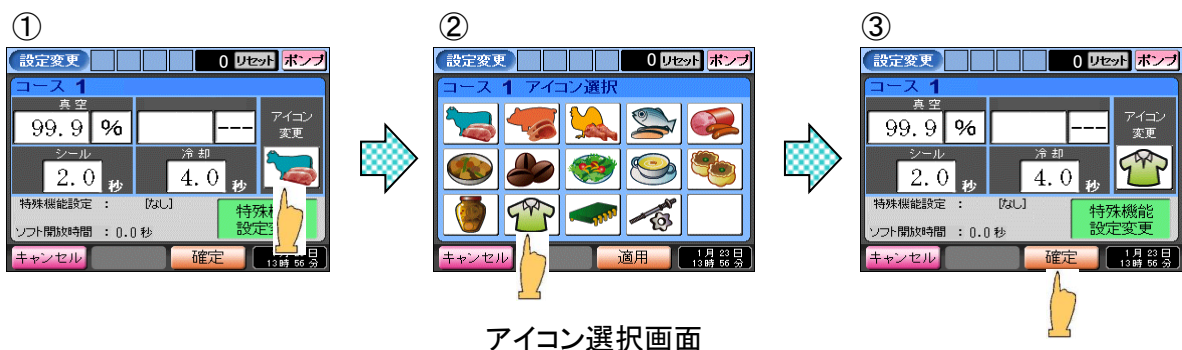 ①
設定変更 0 リセット ポンプ
コース 1
真空
99.9 % ---
アイコン
変更
シール 冷却
2.0 秒 4.0 秒
特殊機能設定 : [なし]
ソフト開放時間 : 0.0 秒
キャンセル 確定
13時 56 分
②
設定変更 0 リセット ポンプ
コース 1 アイコン選択
キャンセル 適用
1月 23 日
13時 56 分
アイコン選択画面
③
設定変更 0 リセット ポンプ
コース 1
真空
99.9 % ---
アイコン
変更
シール 冷却
2.0 秒 4.0 秒
特殊機能設定 : [なし]
ソフト開放時間 : 0.0 秒
特殊機能
設定変更
キャンセル 確定
1月 23 日
13時 56 分